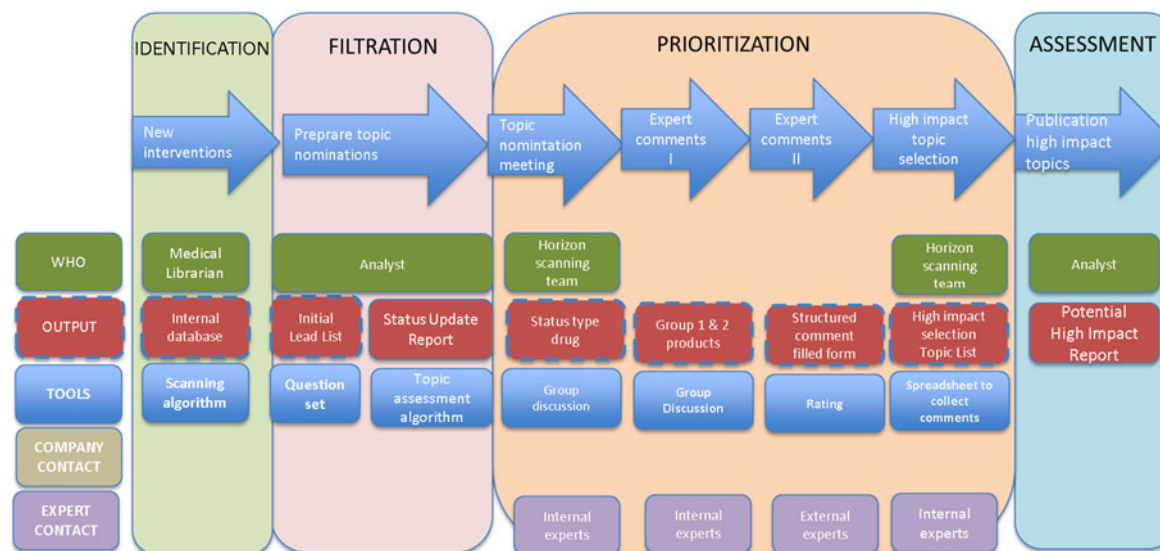 IDENTIFICATION
FILTRATION
PRIORITIZATION
ASSESSMENT
New
interventions
Preprare topic
nominations
Topic
nomintation
meeting
Expert
comments
I
Expert
comments II
High impact
topic
selection
Publication
high impact
topics
WHO
Medical
Librarian
Analyst
Horizon
scanning
team
Horizon
scanning
team
Analyst
OUTPUT
Internal
database
Initial
Lead List
Status Update
Report
Status type
drug
Group 1 & 2
products
Structured
comment
filled form
High impact
selection
Topic List
Potential
High Impact
Report
TOOLS
Scanning
algorithm
Question
set
Topic
assessment
algorithm
Group
discussion
Group
Discussion
Rating
Spreadsheet to
collect
comments
COMPANY
CONTACT
EXPERT
CONTACT
Internal
experts
Internal
experts
External
experts
Internal
experts